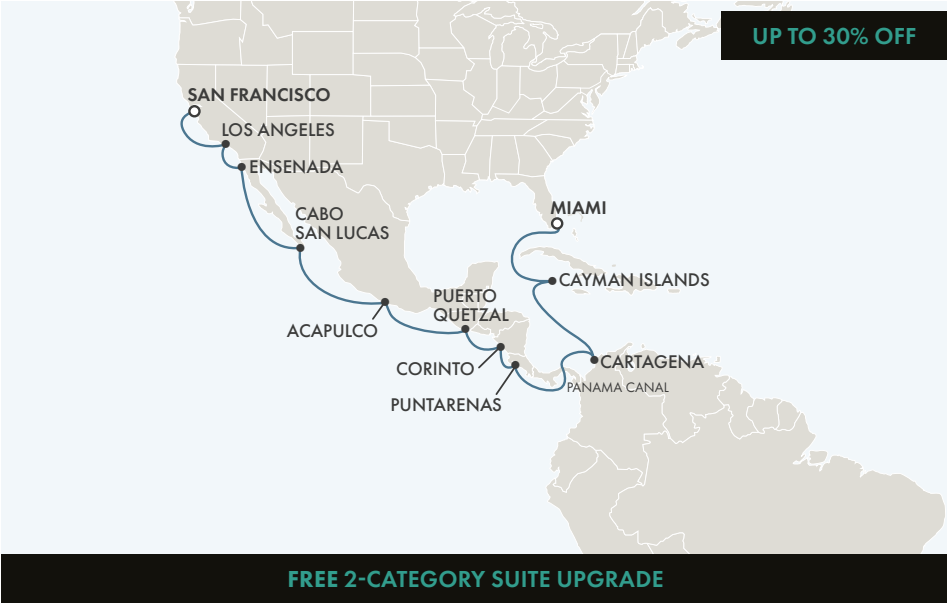 UP TO 30% OFF
SAN FRANCISCO
LOS ANGELES
ENSENADA
CABO
SAN LUCAS
MIAMI
CAYMAN ISLANDS
PUERTO
QUETZAL
ACAPULCO
CORINTO
CARTAGENA
PANAMA CANAL
PUNTARENAS
FREE 2-CATEGORY SUITE UPGRADE